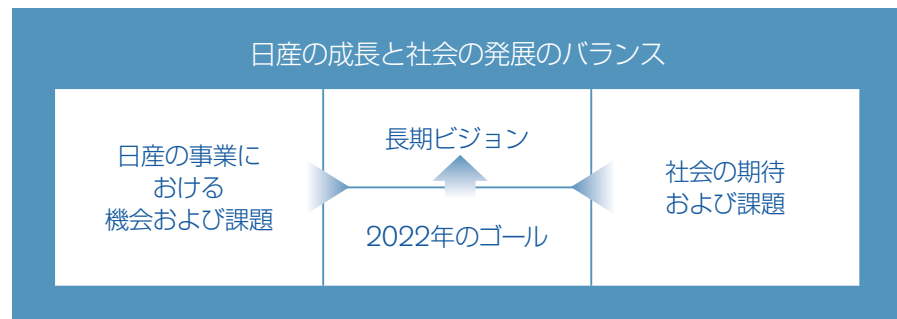 日産の成長と社会の発展のバランス
日産の事業に
おける
機会および課題
長期ビジョン
2022年のゴール
社会の期待
および課題